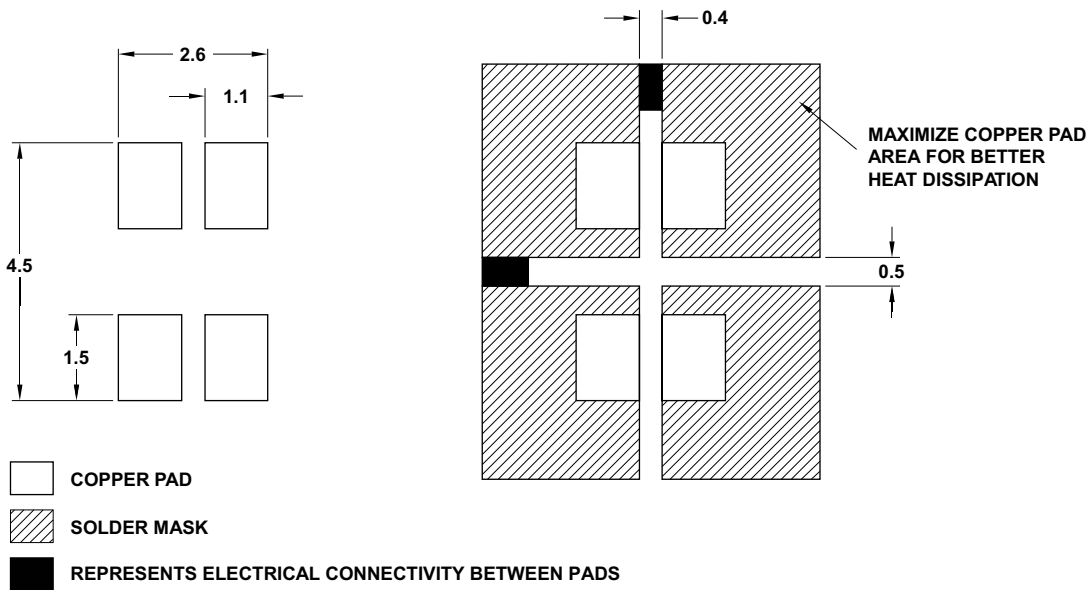 2.6
1.1
4.5
1.5
0.4
MAXIMIZE COPPER PAD
AREA FOR BETTER
HEAT DISSIPATION
0.5
COPPER PAD
SOLDER MASK
REPRESENTS ELECTRICAL CONNECTIVITY BETWEEN PADS